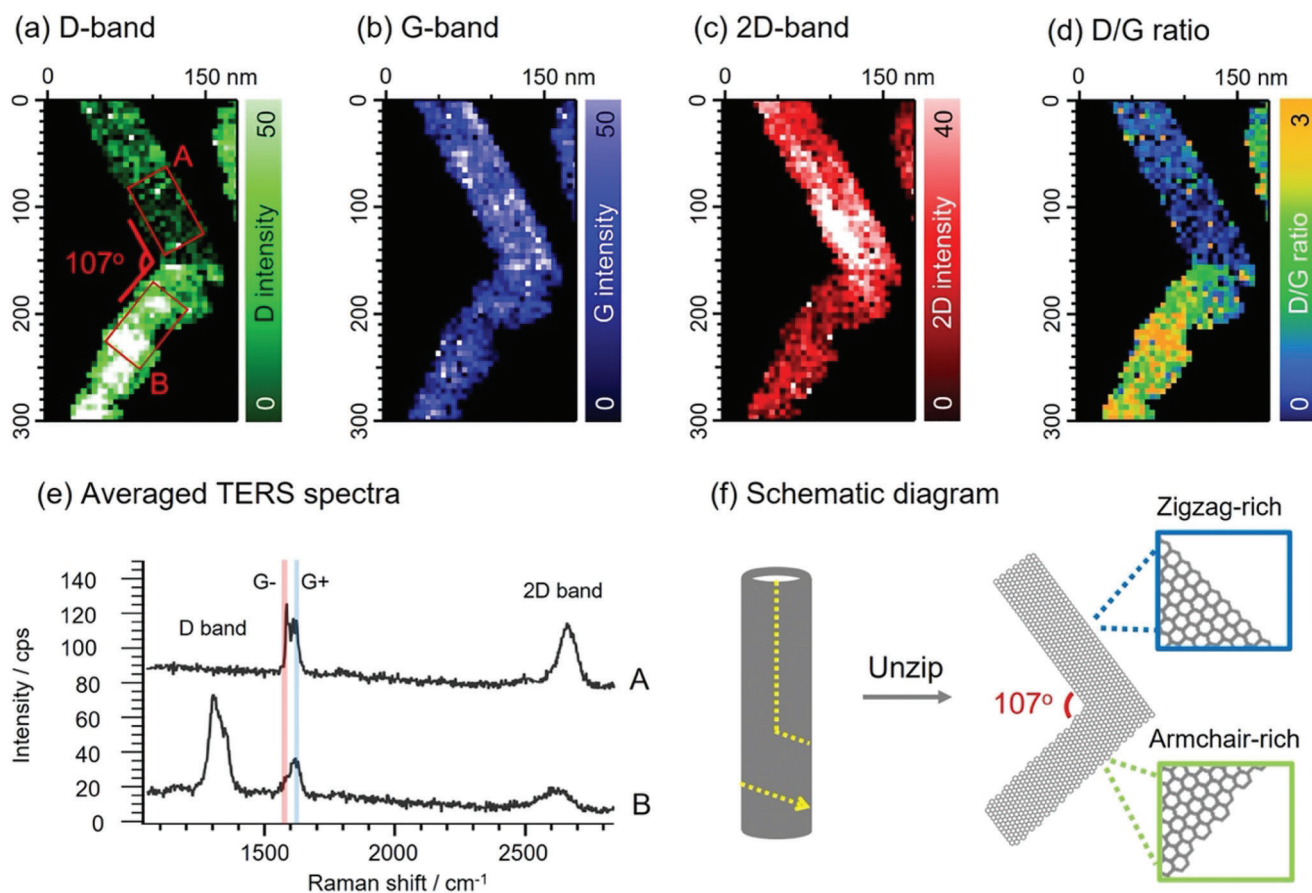 (a) D-band
(b) G-band
(c) 2D-band
(d) D/G ratio
0 150 nm
0 150 nm
0 150 nm
0 150 nm
0
100
200
300
A
107º
B
0 D intensity 50
0
100
200
300
0 G intensity 50
0
100
200
300
0 2D intensity 40
0
100
200
300
0 D/G ratio 3
(e) Averaged TERS spectra
Intensity / cps
140
120
100
80
60
40
20
0
G-
G+
D band
2D band
A
B
1500 2000 2500
Raman shift / cm-1
(f) Schematic diagram
Unzip
107º
Zigzag-rich
Armchair-rich